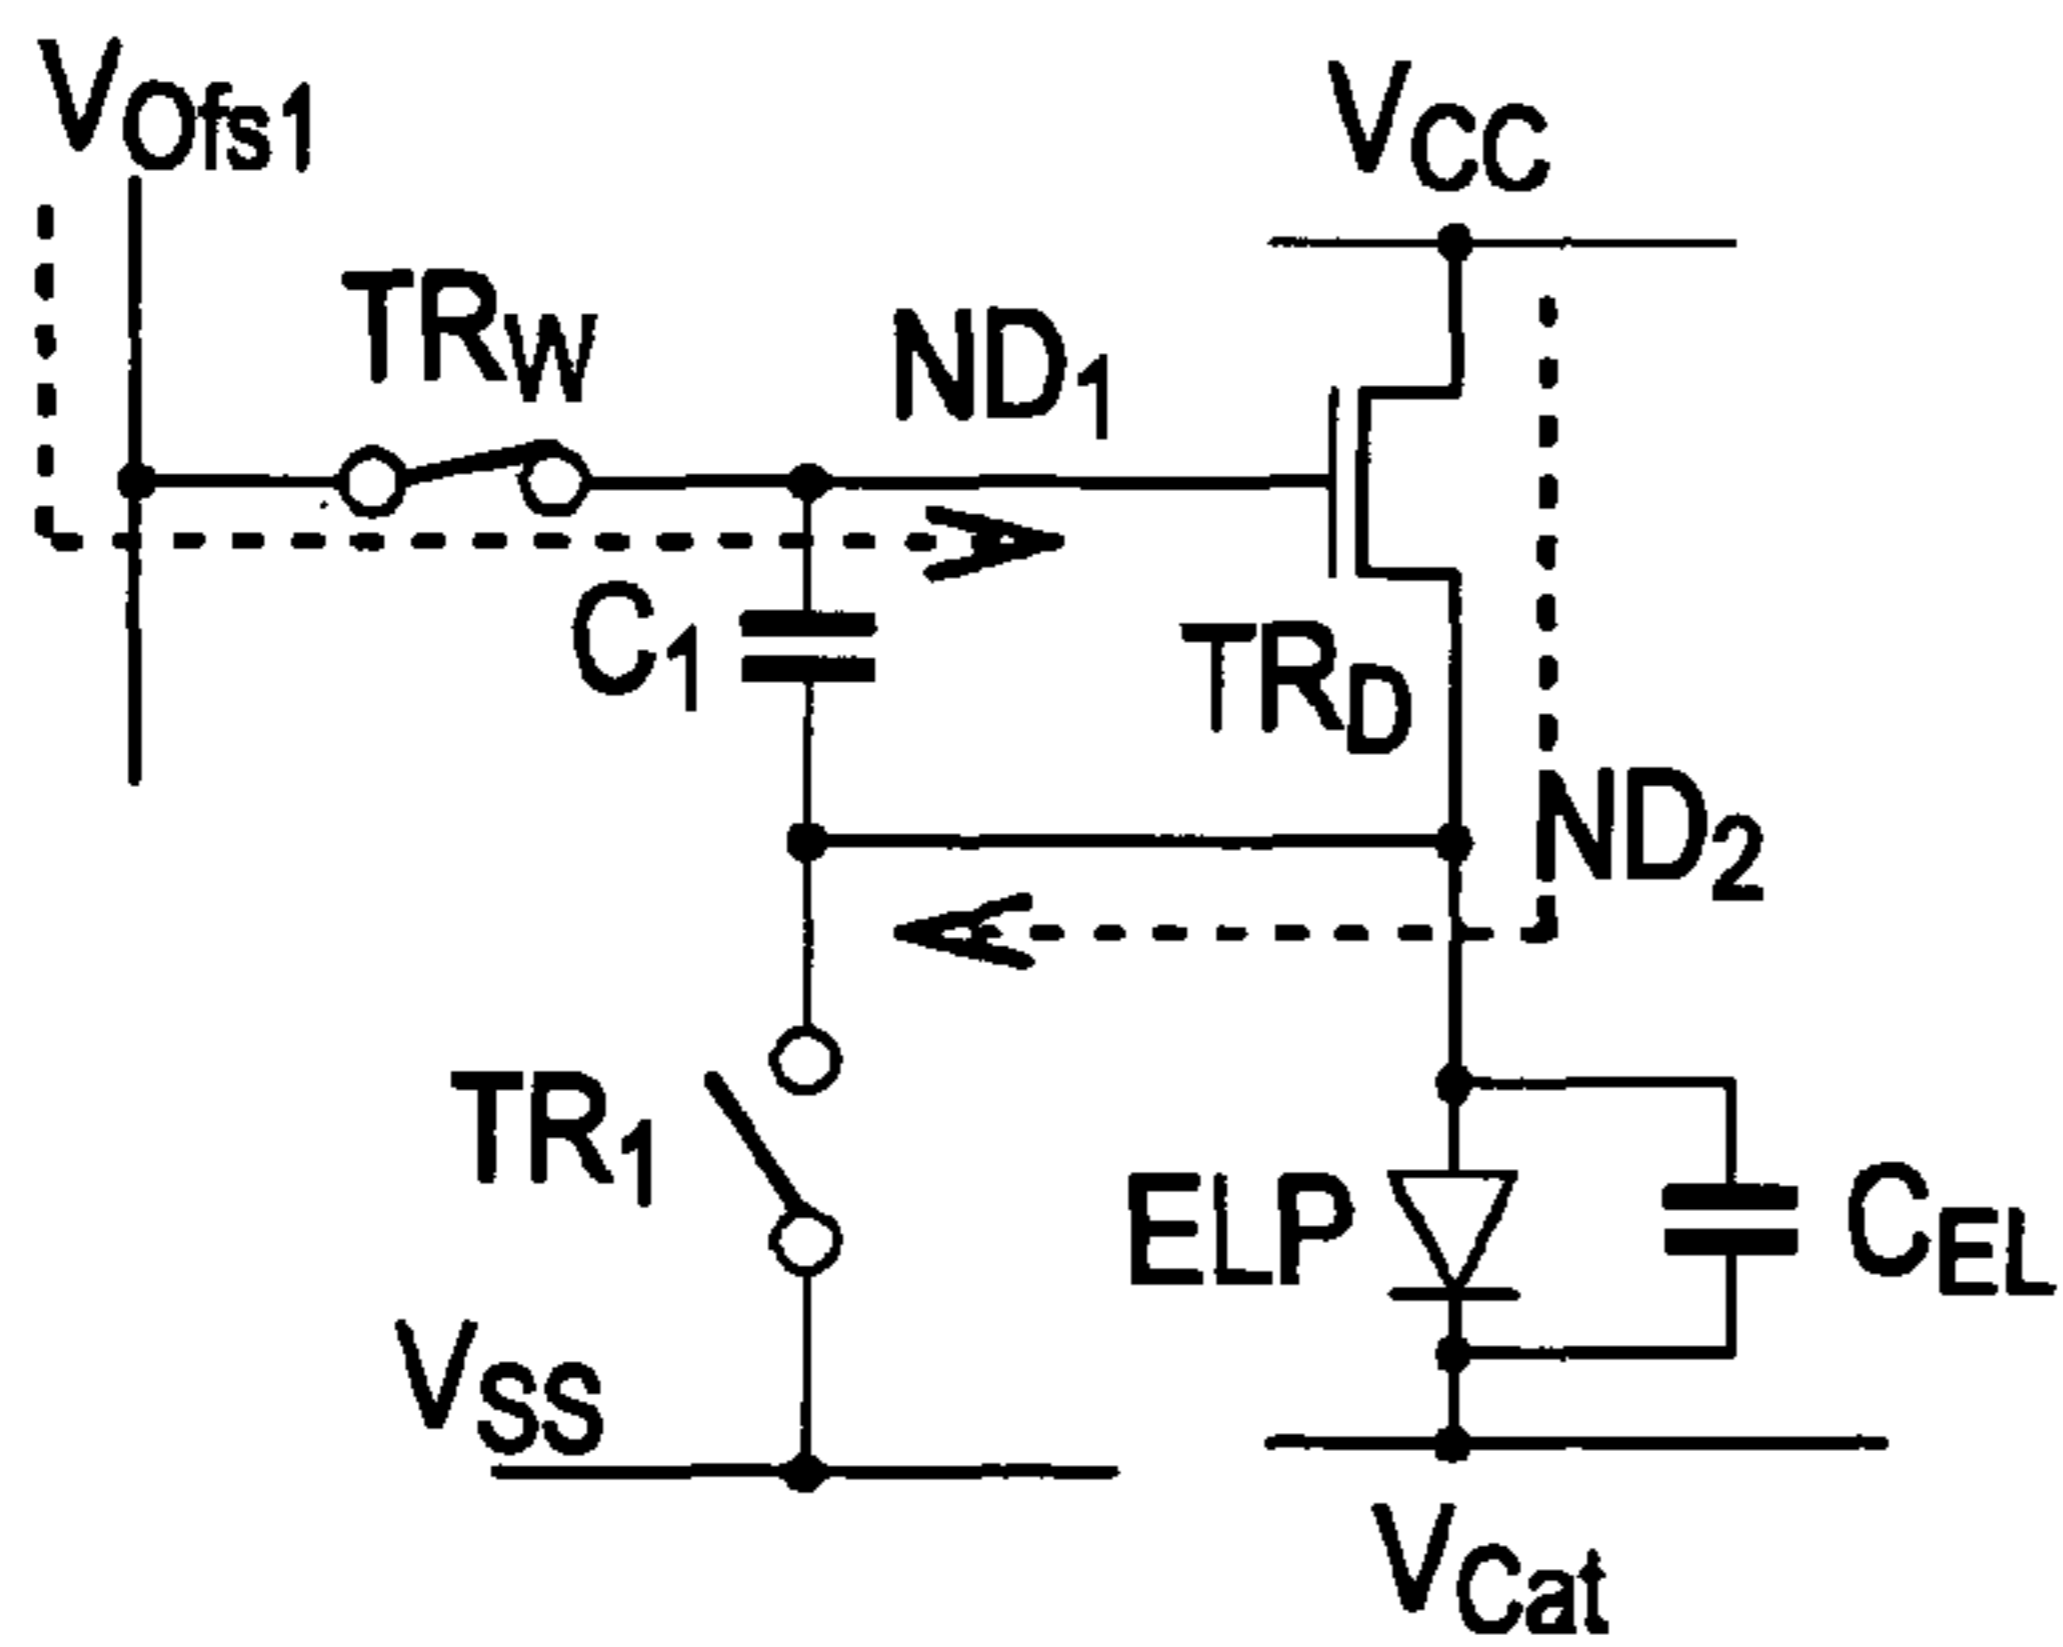 VOfs1
VCC
TRW
ND1
C1
TRD
ND2
TR1
ELP
CEL
VSS
VCat